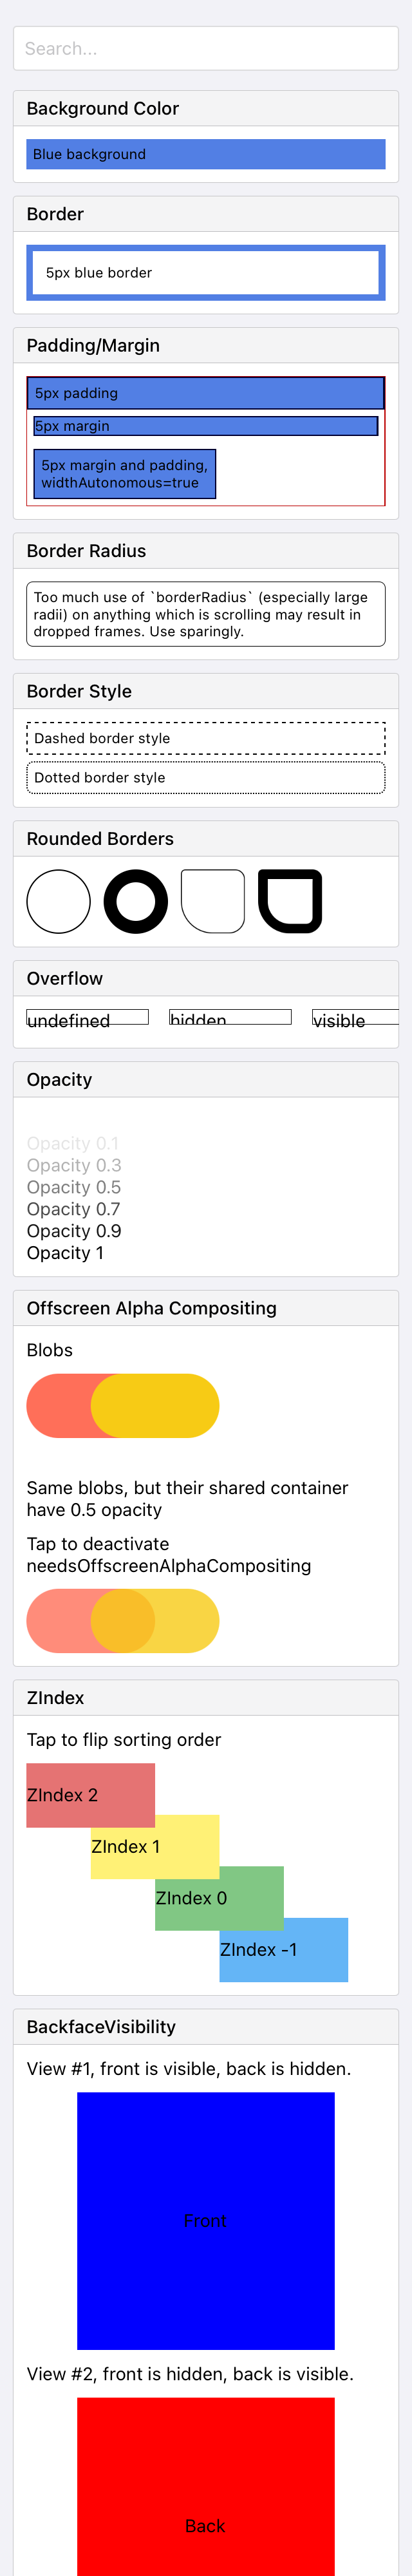 Search...
Background Color
Blue background
Border
5px blue border
Padding/Margin
5px padding
5px margin
5px margin and padding,
widthAutonomous=true
Border Radius
Too much use of `borderRadius` (especially large
radii) on anything which is scrolling may result in
dropped frames. Use sparingly.
Border Style
Dashed border style
Dotted border style
Rounded Borders
Overflow
undefined hidden visible
Opacity
Opacity 0.1
Opacity 0.3
Opacity 0.5
Opacity 0.7
Opacity 0.9
Opacity 1
Offscreen Alpha Compositing
Blobs
Same blobs, but their shared container
have 0.5 opacity
Tap to deactivate
needsOffscreenAlphaCompositing
ZIndex
Tap to flip sorting order
ZIndex 2
ZIndex 1
ZIndex 0
ZIndex -1
BackfaceVisibility
View #1, front is visible, back is hidden.
Front
View #2, front is hidden, back is visible.
Back